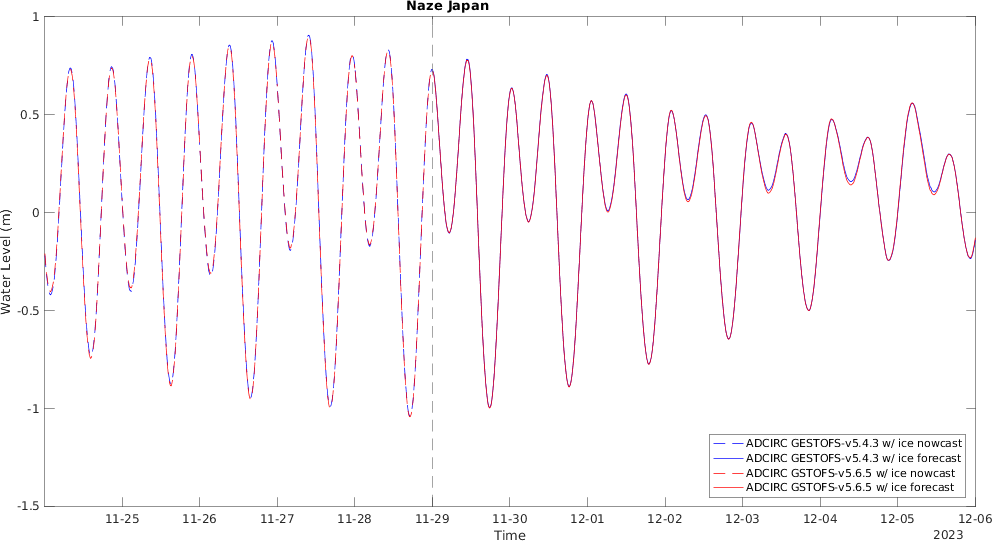 Naze Japan
1
0.5
0
-0.5
-1
-1.5
Water Level (m)
ADCIRC GESTOFS-v5.4.3 w/ ice nowcast
ADCIRC GESTOFS-v5.4.3 w/ ice forecast
ADCIRC GSTOFS-v5.6.5 w/ ice nowcast
ADCIRC GSTOFS-v5.6.5 w/ ice forecast
11-25 11-26 11-27 11-28 11-29 11-30 12-01 12-02 12-03 12-04 12-05 12-06
Time
2023